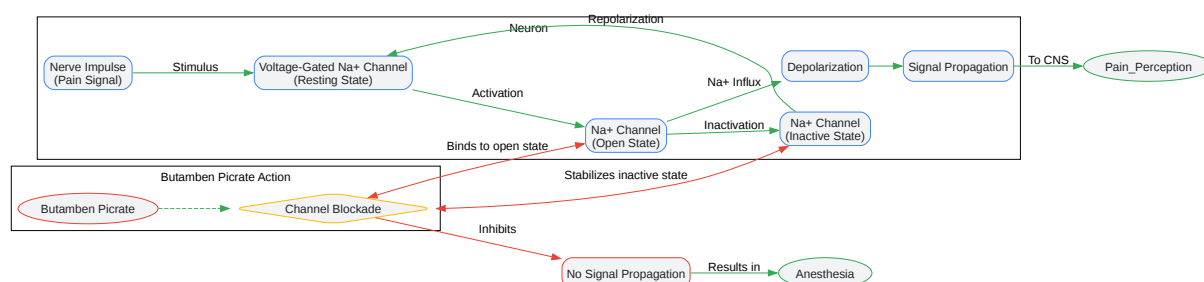 Repolarization
Neuron
Nerve Impulse
(Pain Signal)
Stimulus
Voltage-Gated Na+ Channel
(Resting State)
Activation
Na+ Channel
(Open State)
Na+ Influx
Inactivation
Depolarization
Na+ Channel
(Inactive State)
Signal Propagation
To CNS
Pain_Perception
Binds to open state
Stabilizes inactive state
Butamben Picrate Action
Butamben Picrate
Channel Blockade
Inhibits
No Signal Propagation
Results in
Anesthesia